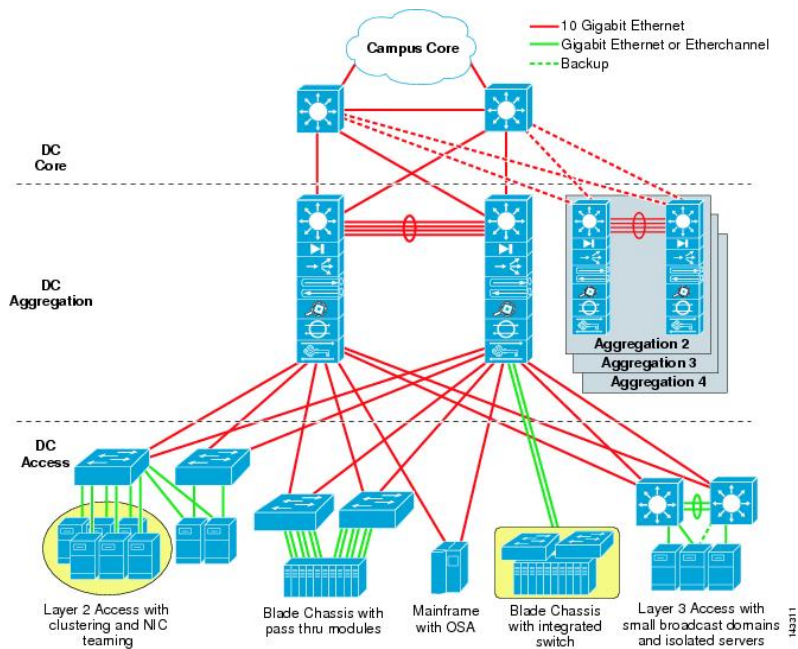 Campus Core
10 Gigabit Ethernet
Gigabit Ethernet or Etherchannel
Backup
DC
Core
DC
Aggregation
Aggregation 2
Aggregation 3
Aggregation 4
DC
Access
Layer 2 Access with
clustering and NIC
teaming
Blade Chassis with
pass thru modules
Mainframe
with OSA
Blade Chassis
with integrated
switch
Layer 3 Access with
small broadcast domains
and isolated servers
143311